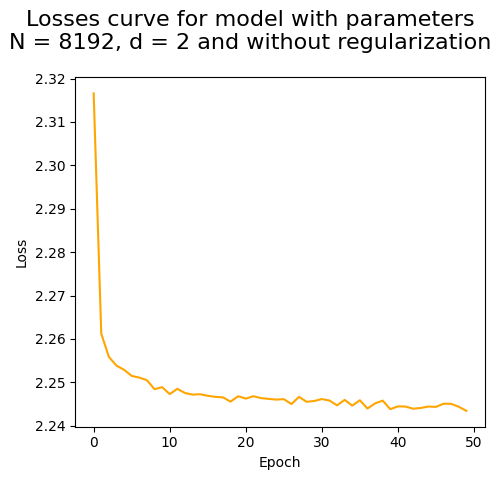 Losses curve for model with parameters
N = 8192, d = 2 and without regularization
2.32
2.31
2.30
2.29
2.28
2.27
2.26
2.25
2.24
Loss
0 10 20 30 40 50
Epoch